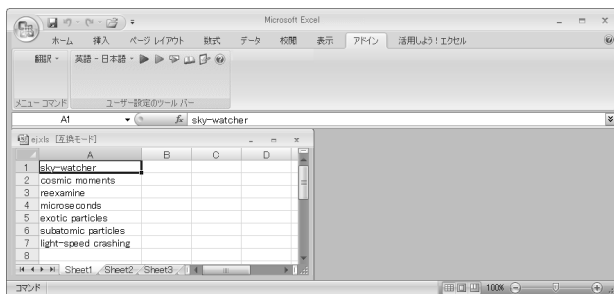 Microsoft Excel
ホーム 挿入 ページ レイアウト 数式 データ 校閲 表示 アドイン 活用しよう!エクセル
翻訳 英語 - 日本語
メニュー コマンド ユーザー設定のツール バー
A1 fx sky-watcher
ej.xls [互換モード]
A B C D
1 sky-watcher
2 cosmic moments
3 reexamine
4 microseconds
5 exotic particles
6 subatomic particles
7 light-speed crashing
8
Sheet1 Sheet2 Sheet3
コマンド 100%